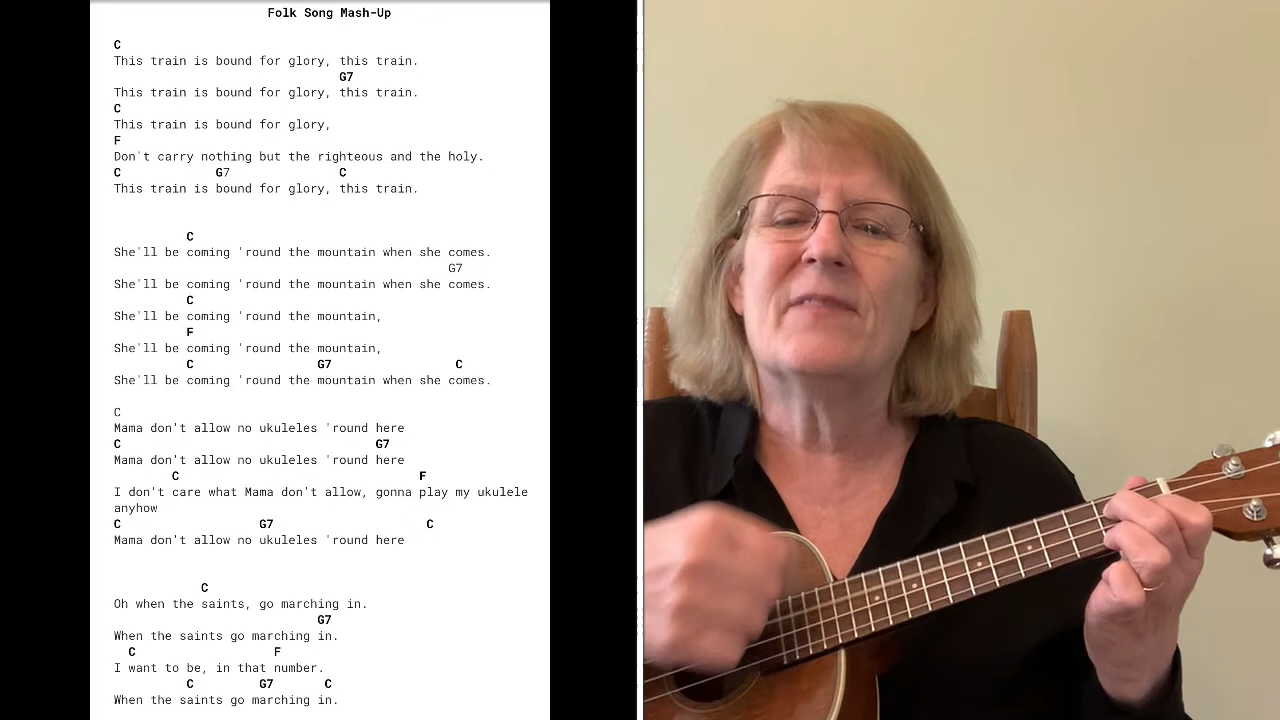 Folk Song Mash-Up
C
This train is bound for glory, this train.
G7
This train is bound for glory, this train.
C
This train is bound for glory,
F
Don't carry nothing but the righteous and the holy.
C G7 C
This train is bound for glory, this train.
C
She'll be coming 'round the mountain when she comes.
G7
She'll be coming 'round the mountain when she comes.
C
She'll be coming 'round the mountain,
F
She'll be coming 'round the mountain,
C G7 C
She'll be coming 'round the mountain when she comes.
C
Mama don't allow no ukuleles 'round here
C G7
Mama don't allow no ukuleles 'round here
C F
I don't care what Mama don't allow, gonna play my ukulele
anyhow
C G7 C
Mama don't allow no ukuleles 'round here
C
Oh when the saints, go marching in.
G7
When the saints go marching in.
C F
I want to be, in that number.
C G7 C
When the saints go marching in.